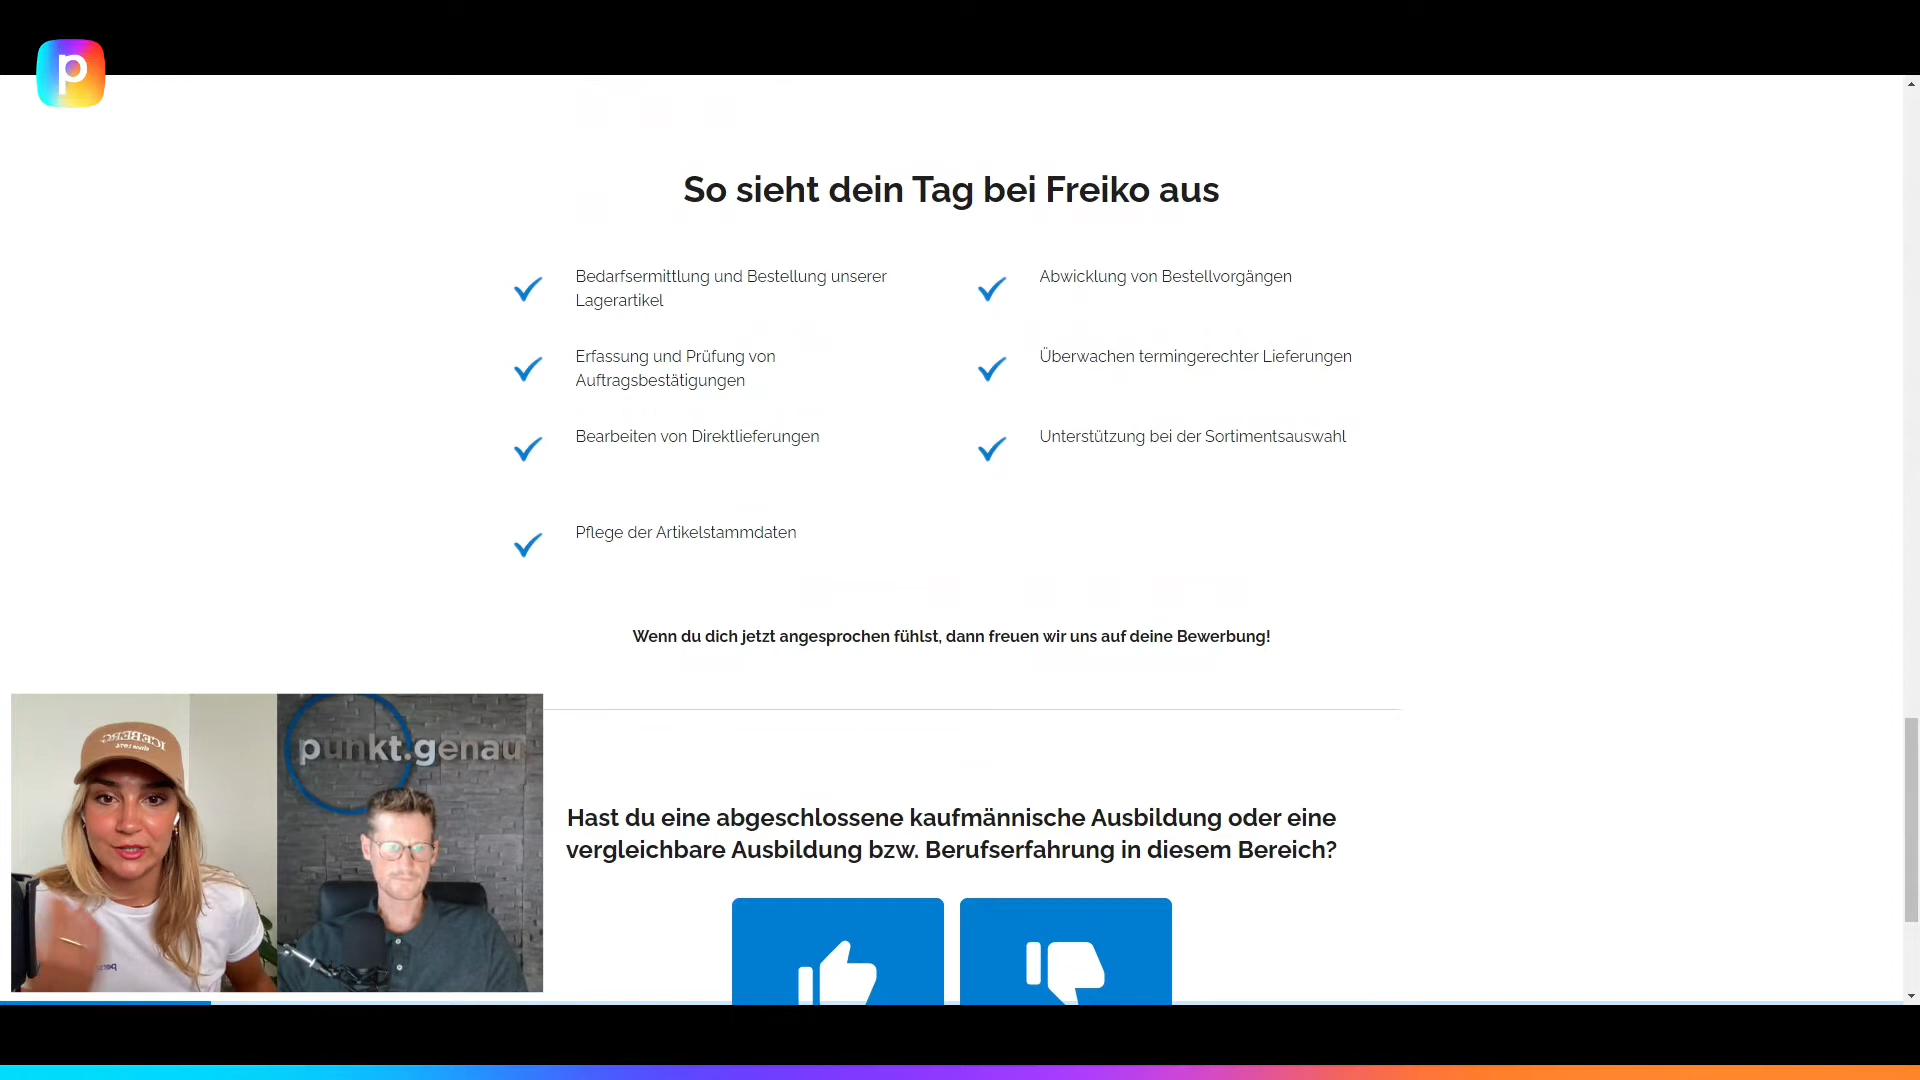 p
So sieht dein Tag bei Freiko aus
Bedarfsermittlung und Bestellung unserer
Lagerartikel
Abwicklung von Bestellvorgängen
Erfassung und Prüfung von
Auftragsbestätigungen
Überwachen termingerechter Lieferungen
Bearbeiten von Direktlieferungen
Unterstützung bei der Sortimentsauswahl
Pflege der Artikelstammdaten
Wenn du dich jetzt angesprochen fühlst, dann freuen wir uns auf deine Bewerbung!
ICEBERG
punkt.genau
Hast du eine abgeschlossene kaufmännische Ausbildung oder eine
vergleichbare Ausbildung bzw. Berufserfahrung in diesem Bereich?